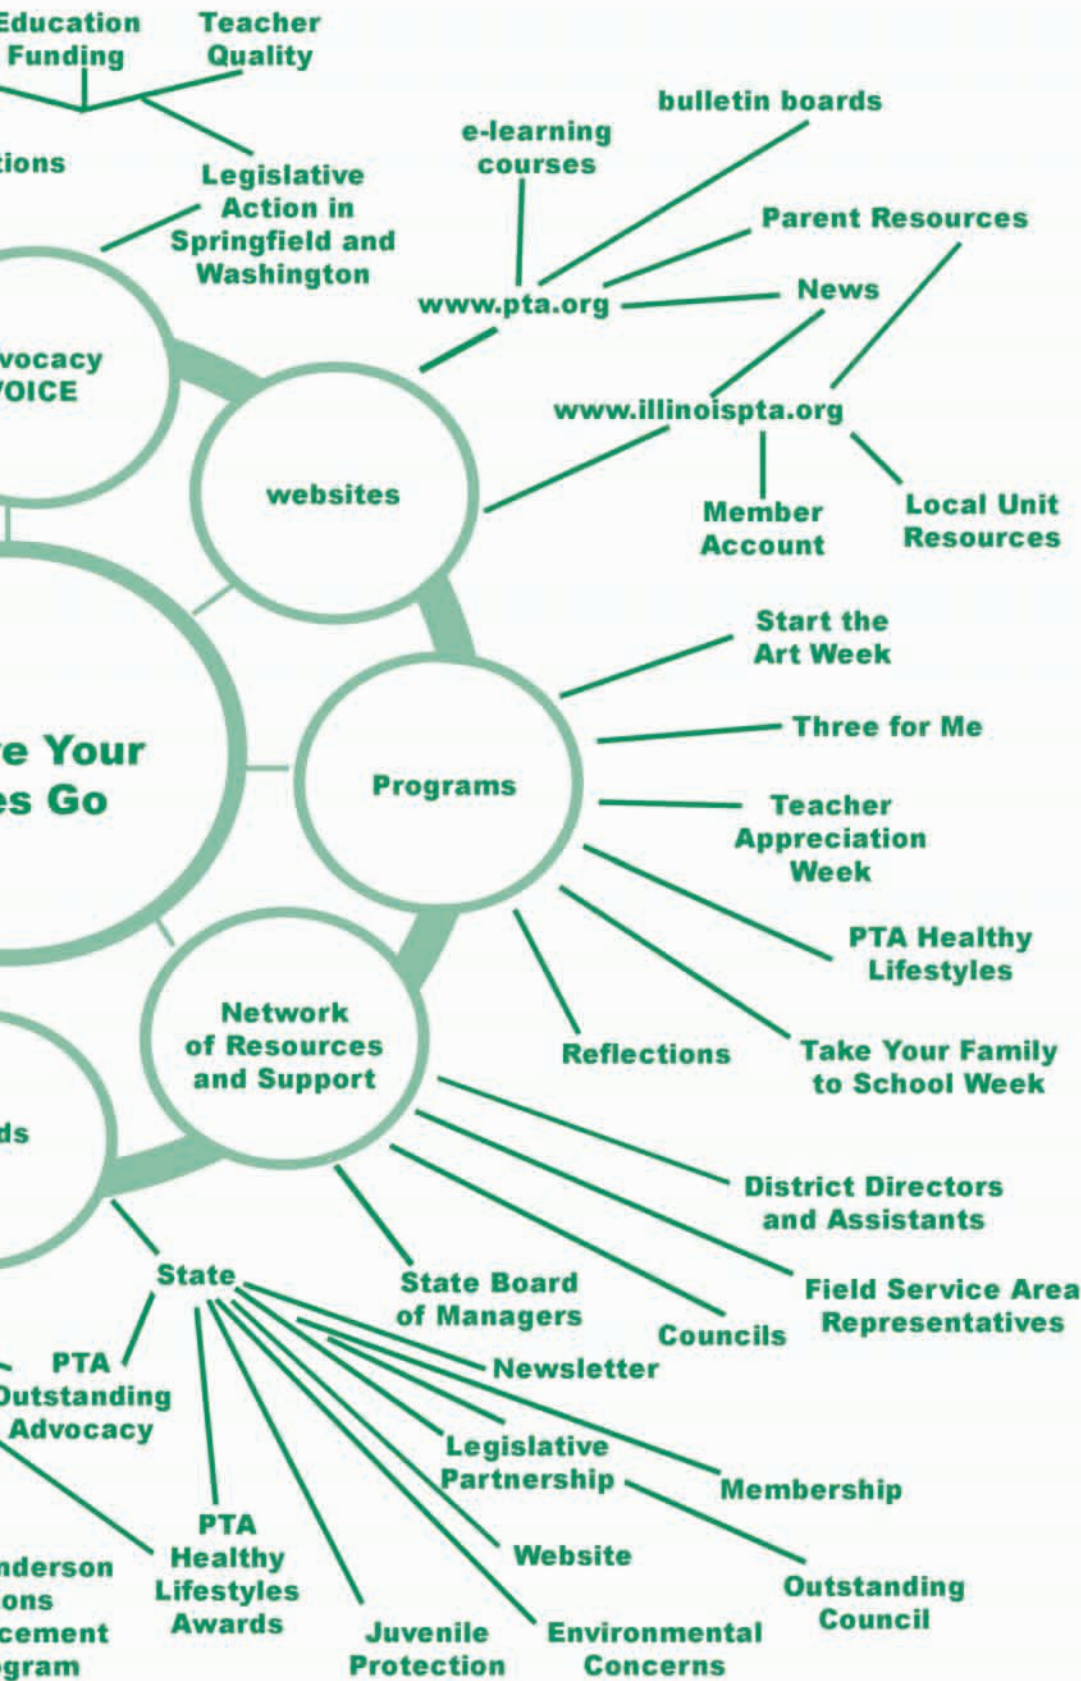 Education
Funding
Teacher
Quality
Legislative
Action in
Springfield and
Washington
e-learning
courses
bulletin boards
Parent Resources
www.pta.org
News
www.illinoispta.org
Member
Account
Local Unit
Resources
websites
Start the
Art Week
Three for Me
Your
Go
Programs
Teacher
Appreciation
Week
PTA Healthy
Lifestyles
Reflections
Take Your Family
to School Week
Network
of Resources
and Support
District Directors
and Assistants
Field Service Area
Representatives
Councils
State Board
of Managers
State
Newsletter
PTA
Outstanding
Advocacy
Legislative
Partnership
Membership
PTA
Healthy
Lifestyles
Awards
Website
Outstanding
Council
Juvenile
Protection
Environmental
Concerns